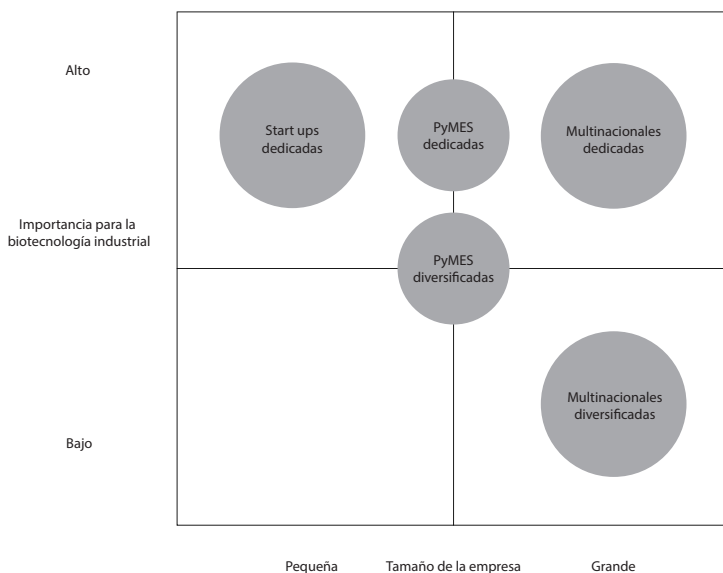 Alto
Start ups
dedicadas
PyMES
dedicadas
Multinacionales
dedicadas
Importancia para la
biotecnología industrial
PyMES
diversificadas
Multinacionales
diversificadas
Bajo
Pequeña
Tamaño de la empresa
Grande